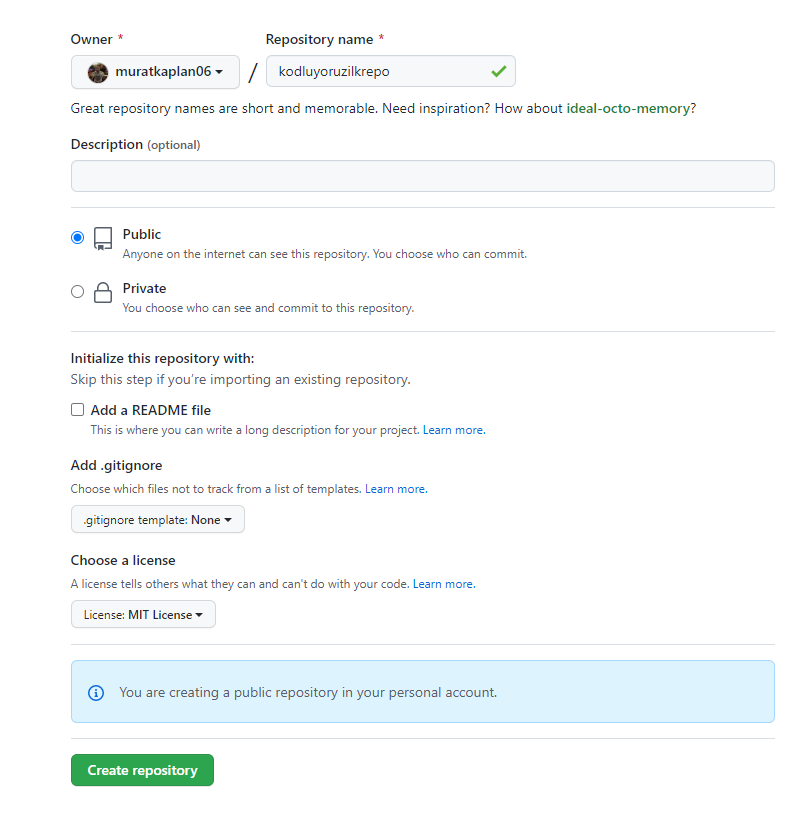 Owner * Repository name *
muratkaplan06 / kodluyoruzilkrepo
Great repository names are short and memorable. Need inspiration? How about ideal-octo-memory?
Description (optional)
Public
Anyone on the internet can see this repository. You choose who can commit.
Private
You choose who can see and commit to this repository.
Initialize this repository with:
Skip this step if you're importing an existing repository.
Add a README file
This is where you can write a long description for your project. Learn more.
Add .gitignore
Choose which files not to track from a list of templates. Learn more.
.gitignore template: None
Choose a license
A license tells others what they can and can't do with your code. Learn more.
License: MIT License
You are creating a public repository in your personal account.
Create repository